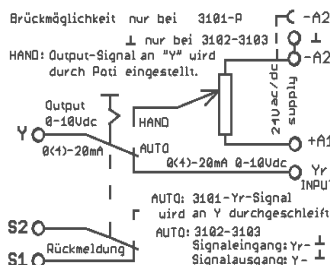 Brückmöglichkeit nur bei 3101-A
-A2
⊥ nur bei 3102-3103
⊥
HAND: Output-Signal an "Y" wird
-A2
durch Poti eingestellt.
24Vac/dc
supply
Output
0-10Vdc
HAND
Y
AUTO
+A1
0(4)-20mA
0(4)-20mA 0-10Vdc
Yr
INPUT
AUTO: 3101-Yr-Signal
wird an Y durchgeschleift
S2
AUTO: 3102-3103
Rückmeldung
Signaleingang: Yr-⊥
S1
Signalausgang: Y-⊥